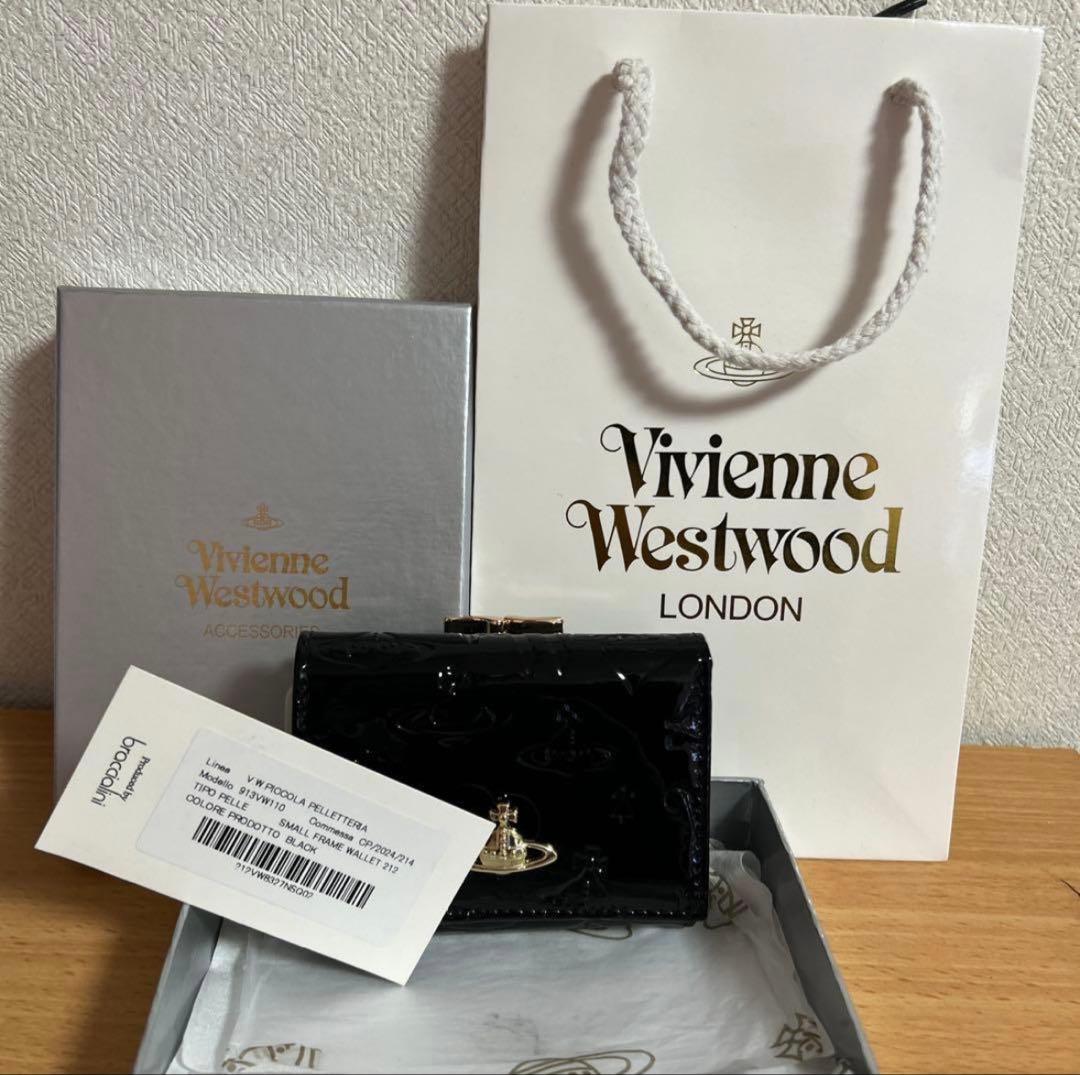 Vivienne
Westwood
LONDON
Vivienne
Westwood
ACCESSORIES
Produced by
braccialini
Linea V W PICCOLA PELLETTERIA
Modello 913VW110 Commessa CP/2024/214
TIPO PELLE SMALL FRAME WALLET 212
COLORE PRODOTTO BLACK
212VW8327NSQ02